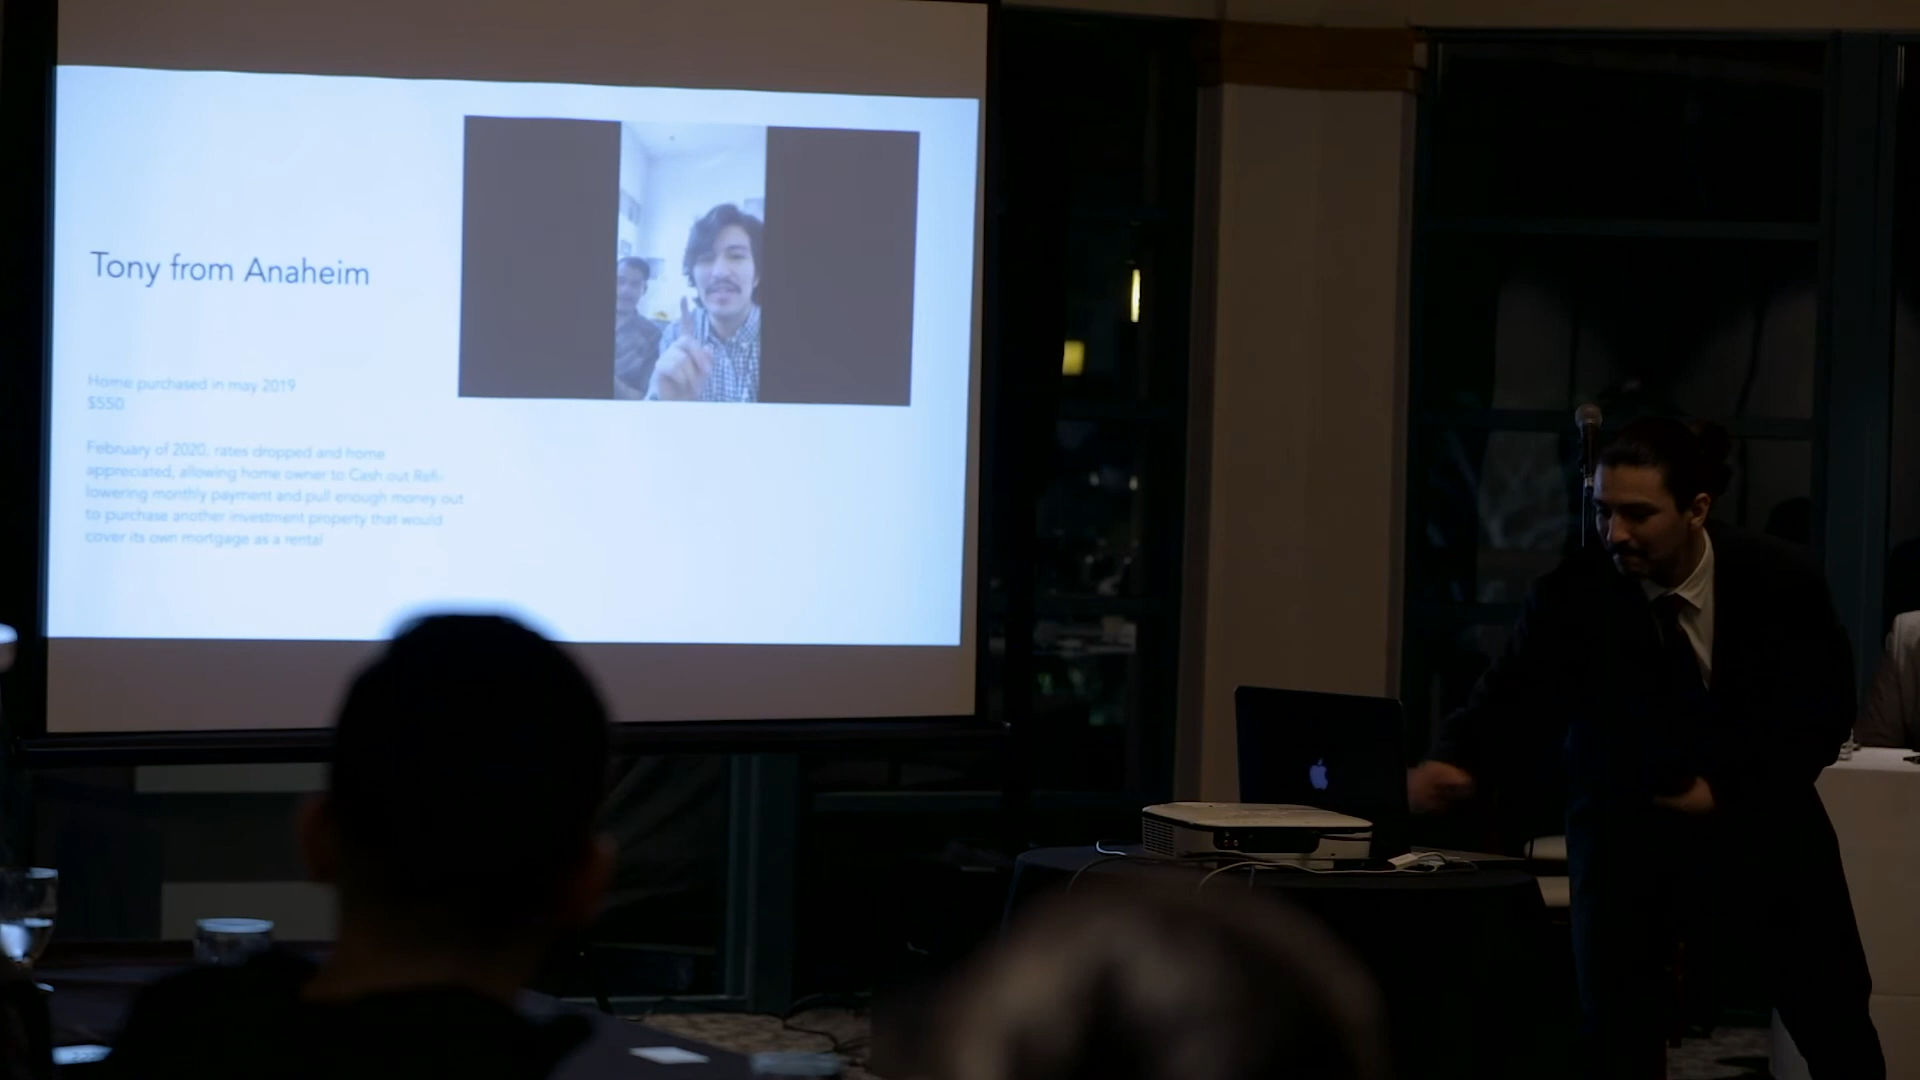 Tony from Anaheim
Home purchased in may 2019
$550
February of 2020, rates dropped and home
appreciated, allowing home owner to Cash out Refi-
lowering monthly payment and pull enough money out
to purchase another investment property that would
cover its own mortgage as a rental